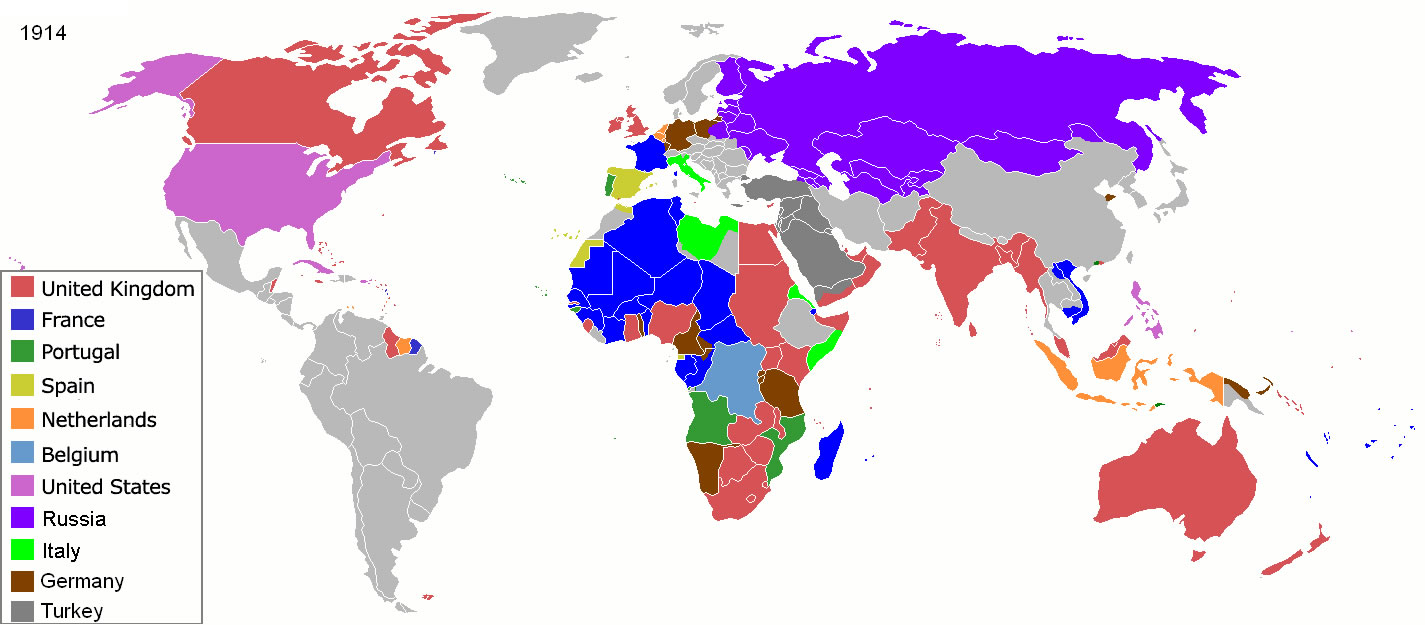 1914
United Kingdom
France
Portugal
Spain
Netherlands
Belgium
United States
Russia
Italy
Germany
Turkey